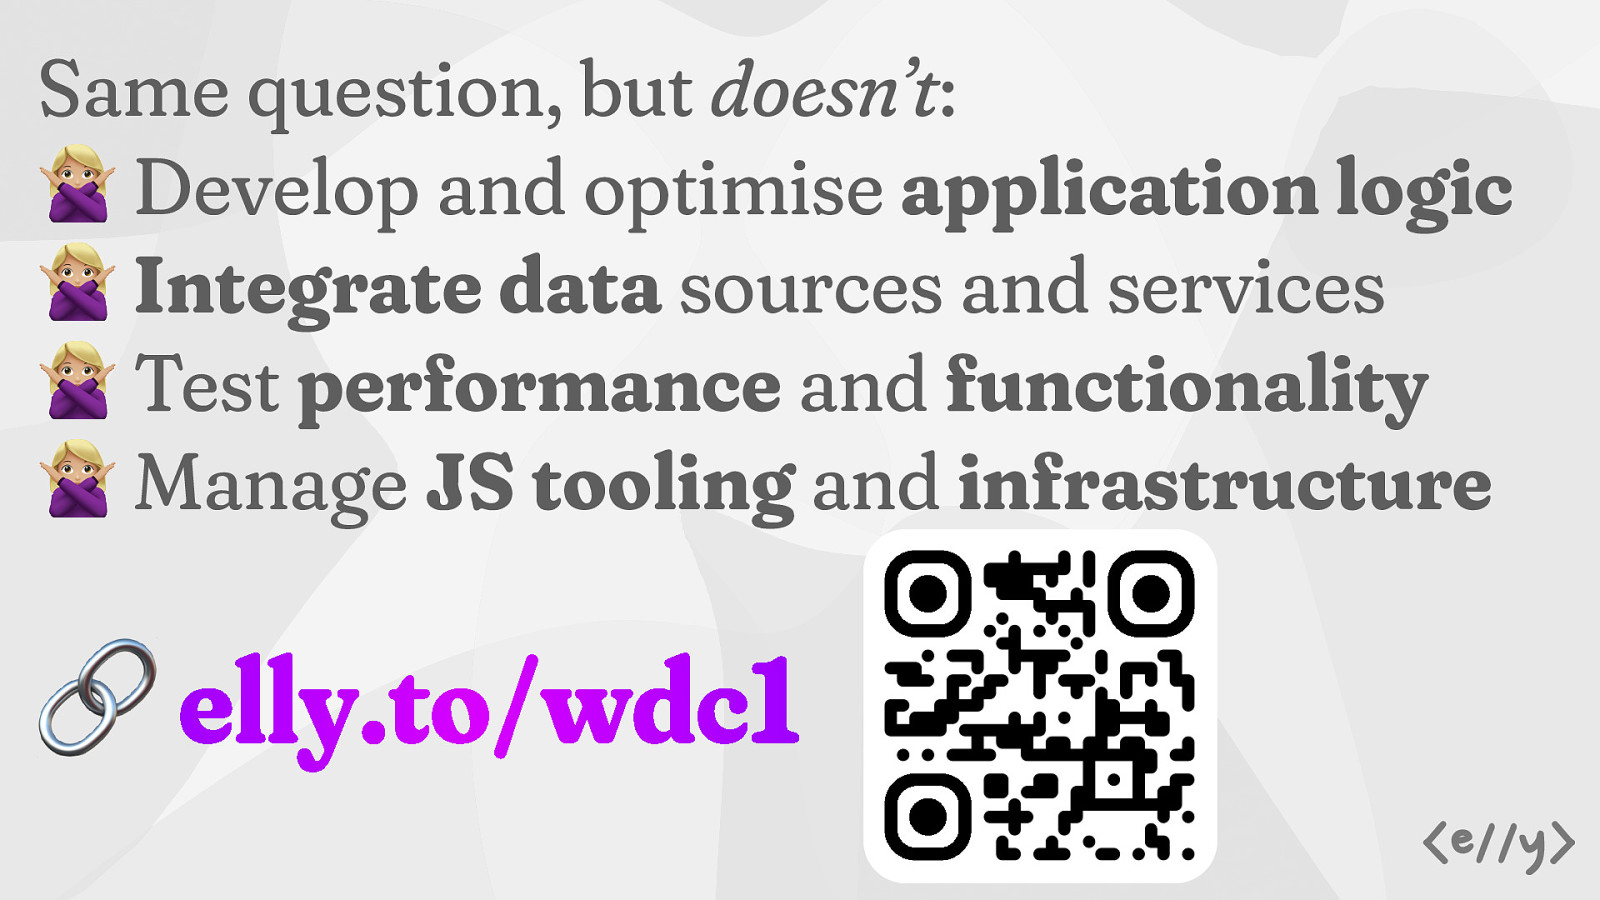 Same question, but doesn’t:
🙅🏼‍♀️ Develop and optimise application logic
🙅🏼‍♀️ Integrate data sources and services
🙅🏼‍♀️ Test performance and functionality
🙅🏼‍♀️ Manage JS tooling and infrastructure
🔗 elly.to/wdc1
<e//y>